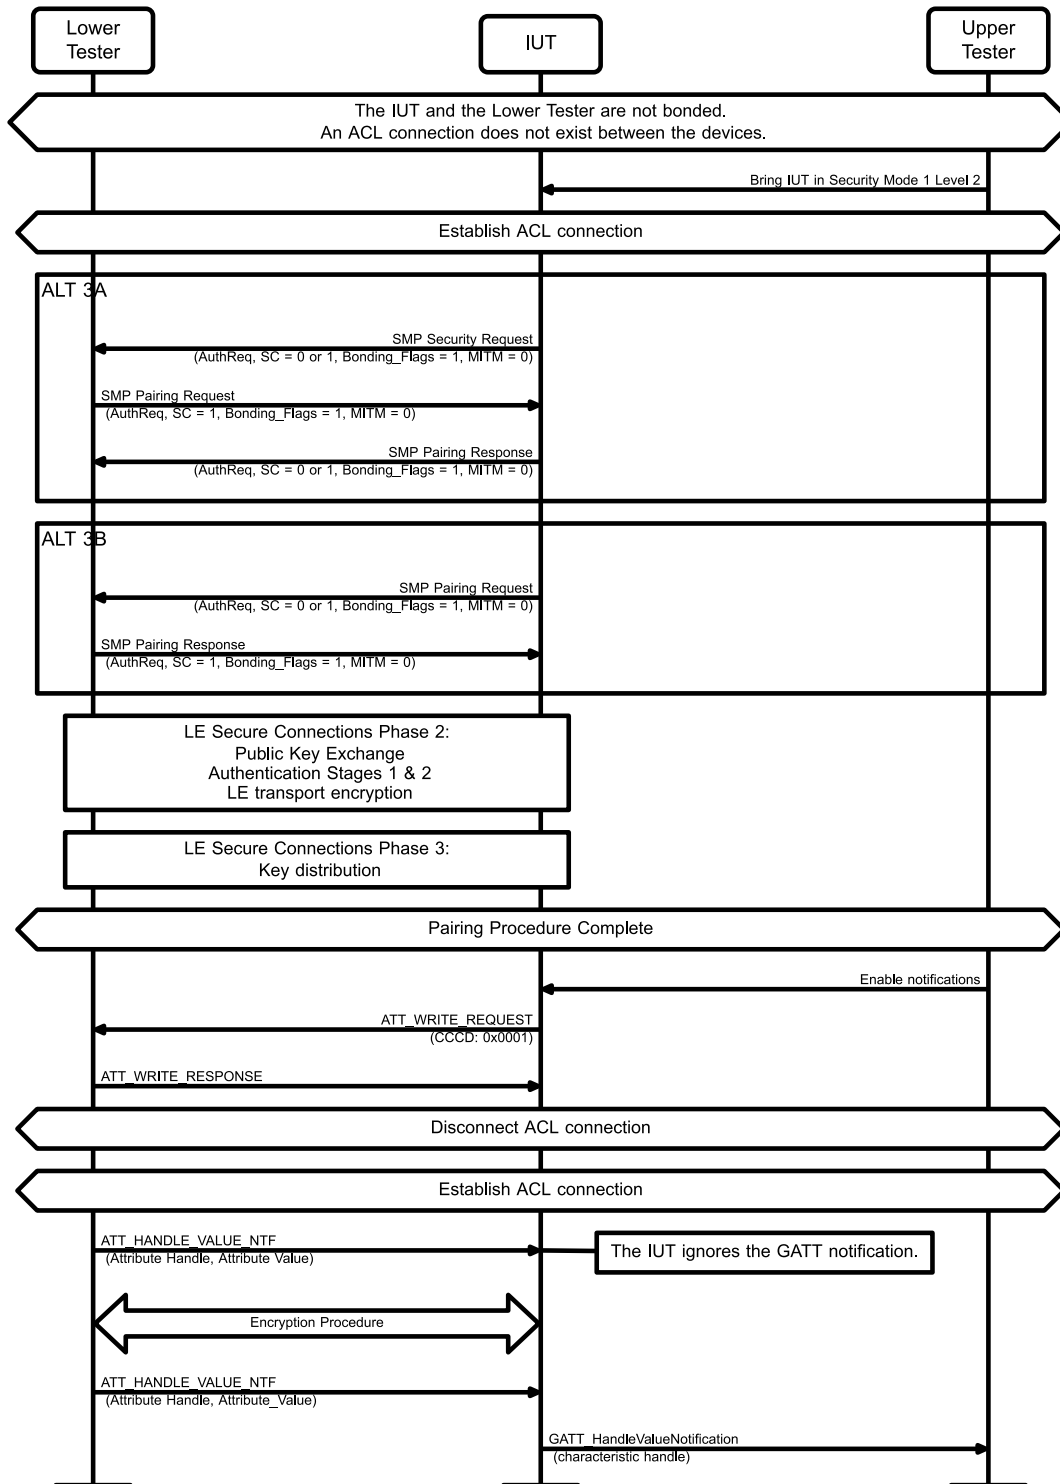 Lower
Tester
IUT
Upper
Tester
The IUT and the Lower Tester are not bonded.
An ACL connection does not exist between the devices.
Bring IUT in Security Mode 1 Level 2
Establish ACL connection
ALT 3A
SMP Security Request
(AuthReq, SC = 0 or 1, Bonding_Flags = 1, MITM = 0)
SMP Pairing Request
(AuthReq, SC = 1, Bonding_Flags = 1, MITM = 0)
SMP Pairing Response
(AuthReq, SC = 0 or 1, Bonding_Flags = 1, MITM = 0)
ALT 3B
SMP Pairing Request
(AuthReq, SC = 0 or 1, Bonding_Flags = 1, MITM = 0)
SMP Pairing Response
(AuthReq, SC = 1, Bonding_Flags = 1, MITM = 0)
LE Secure Connections Phase 2:
Public Key Exchange
Authentication Stages 1 & 2
LE transport encryption
LE Secure Connections Phase 3:
Key distribution
Pairing Procedure Complete
Enable notifications
ATT_WRITE_REQUEST
(CCCD: 0x0001)
ATT_WRITE_RESPONSE
Disconnect ACL connection
Establish ACL connection
ATT_HANDLE_VALUE_NTF
(Attribute Handle, Attribute Value)
The IUT ignores the GATT notification.
Encryption Procedure
ATT_HANDLE_VALUE_NTF
(Attribute Handle, Attribute_Value)
GATT_HandleValueNotification
(characteristic handle)